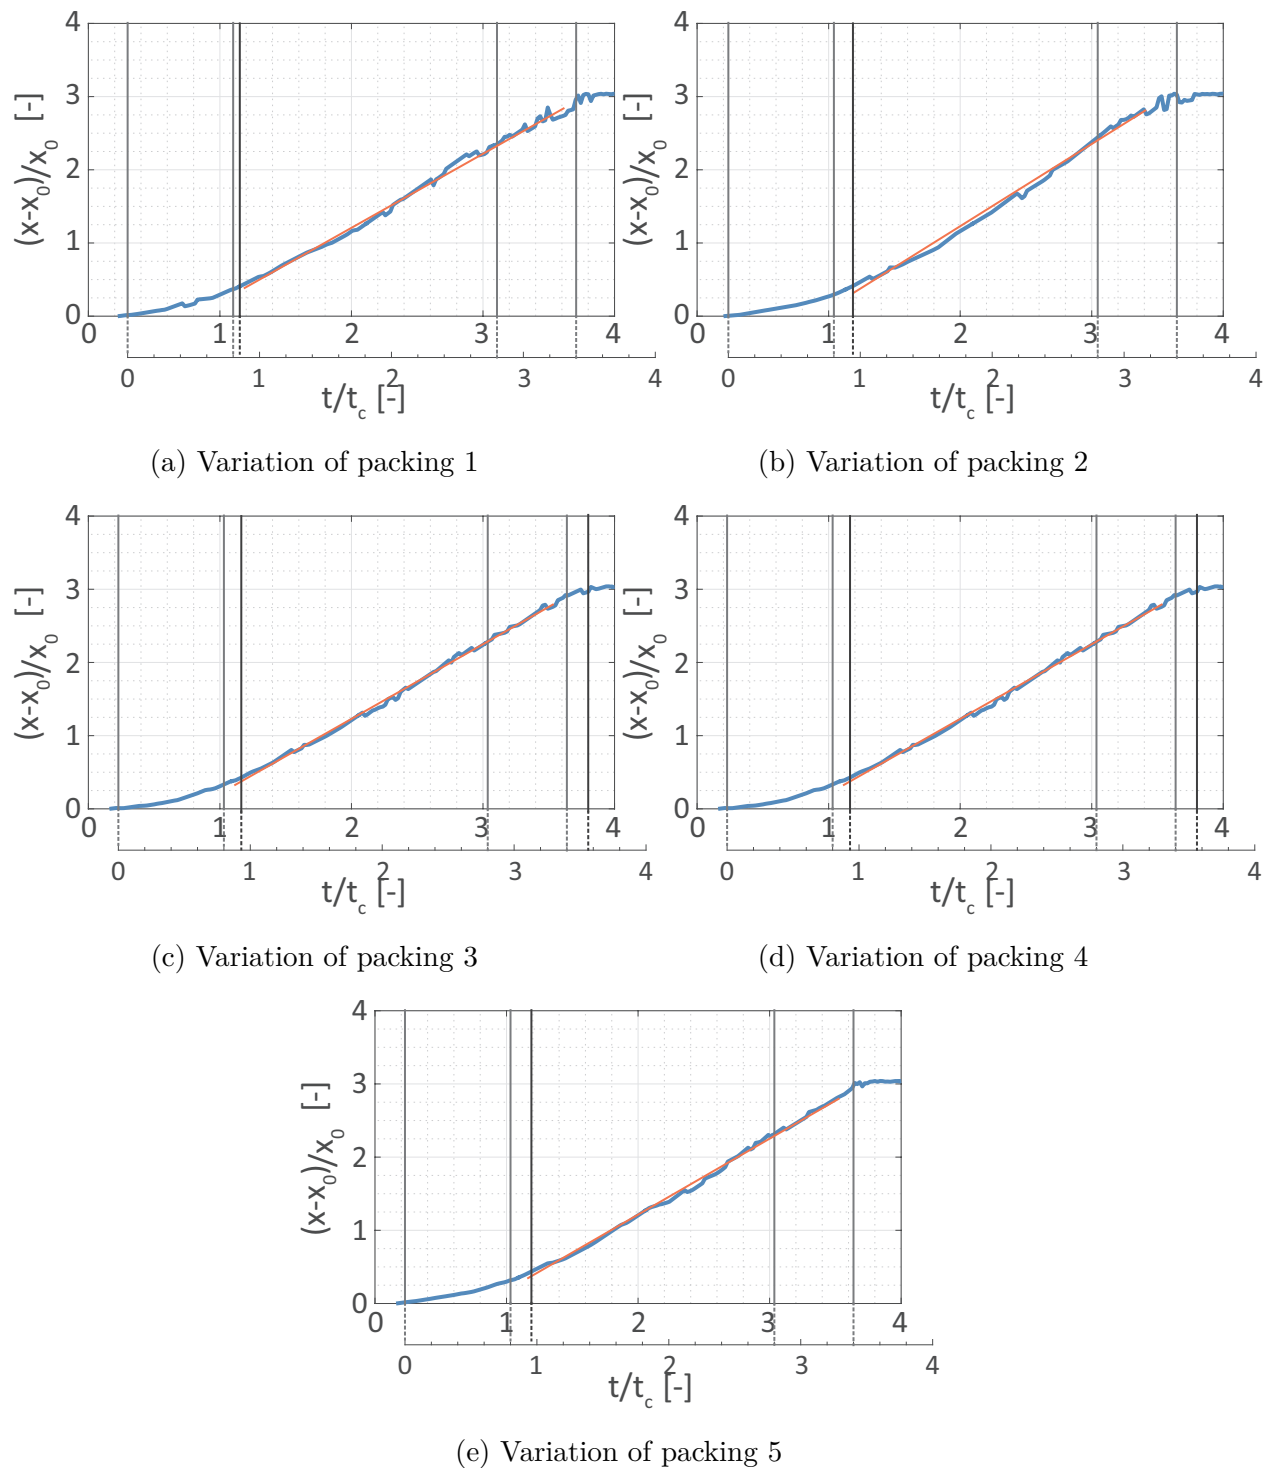 4
3
2
1
0
(x-x₀)/x₀ [-]
0 1 2 3 4
0 1 2 3 4
t/t_c [-]
(a) Variation of packing 1
4
3
2
1
0
(x-x₀)/x₀ [-]
0 1 2 3 4
0 1 2 3 4
t/t_c [-]
(b) Variation of packing 2
4
3
2
1
0
(x-x₀)/x₀ [-]
0 1 2 3 4
0 1 2 3 4
t/t_c [-]
(c) Variation of packing 3
4
3
2
1
0
(x-x₀)/x₀ [-]
0 1 2 3 4
0 1 2 3 4
t/t_c [-]
(d) Variation of packing 4
4
3
2
1
0
(x-x₀)/x₀ [-]
0 1 2 3 4
0 1 2 3 4
t/t_c [-]
(e) Variation of packing 5